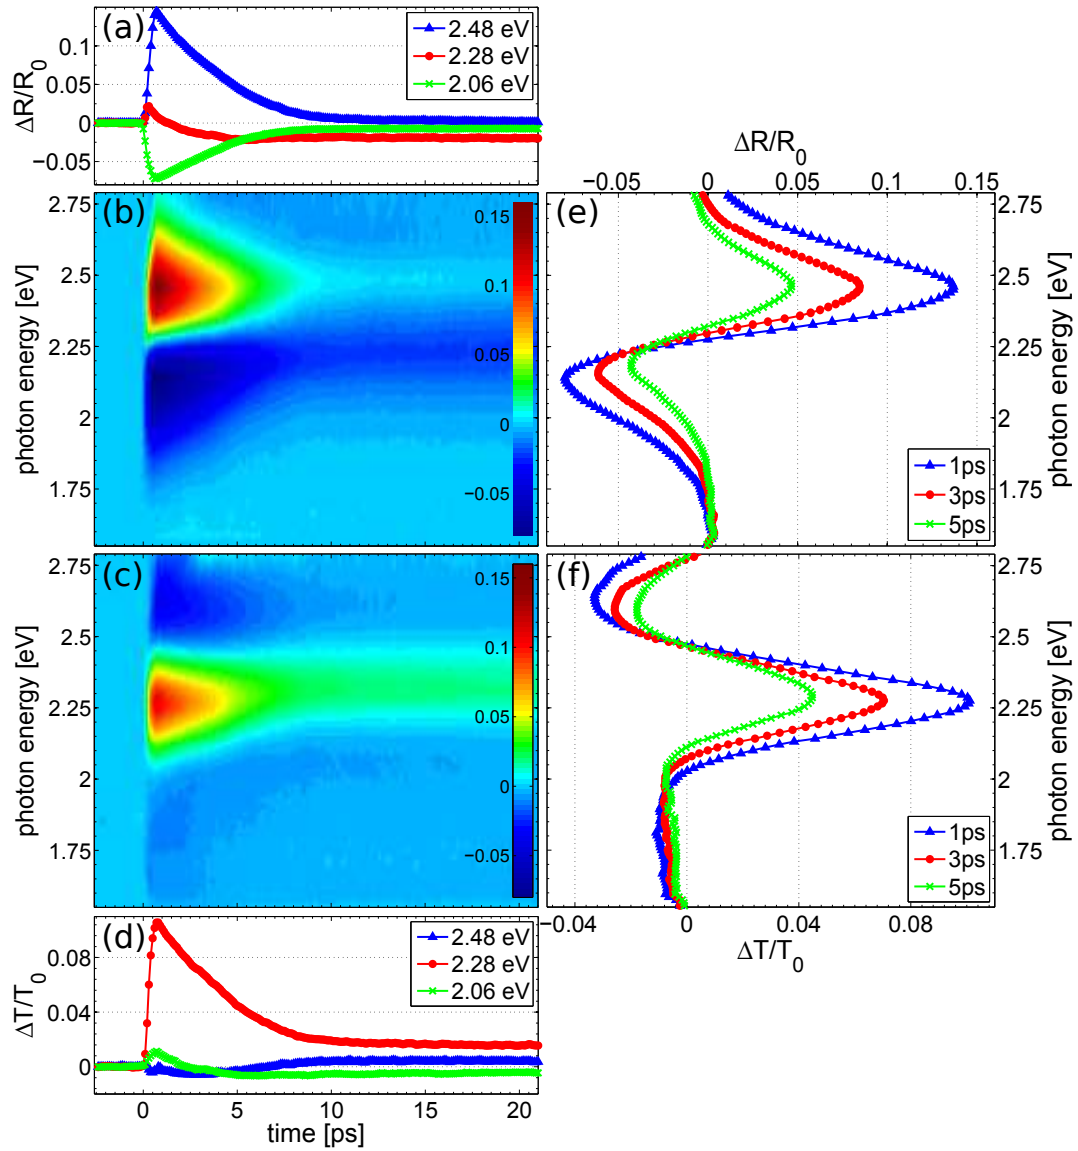 (a)
2.48 eV
2.28 eV
2.06 eV
0.1
0.05
0
−0.05
ΔR/R0
(b)
2.75
2.5
2.25
2
1.75
photon energy [eV]
0.15
0.1
0.05
0
−0.05
(c)
2.75
2.5
2.25
2
1.75
photon energy [eV]
0.15
0.1
0.05
0
−0.05
(d)
2.48 eV
2.28 eV
2.06 eV
0.08
0.04
0
ΔT/T0
0 5 10 15 20
time [ps]
ΔR/R0
−0.05 0 0.05 0.1 0.15
(e)
2.75
2.5
2.25
2
1.75
photon energy [eV]
1ps
3ps
5ps
(f)
2.75
2.5
2.25
2
1.75
photon energy [eV]
1ps
3ps
5ps
−0.04 0 0.04 0.08
ΔT/T0